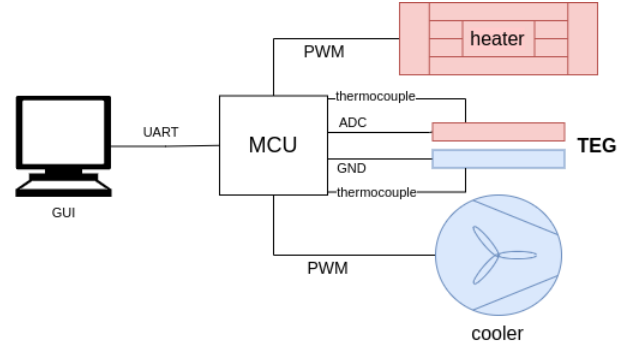 heater
PWM
thermocouple
ADC
UART
MCU
TEG
GND
thermocouple
GUI
PWM
cooler